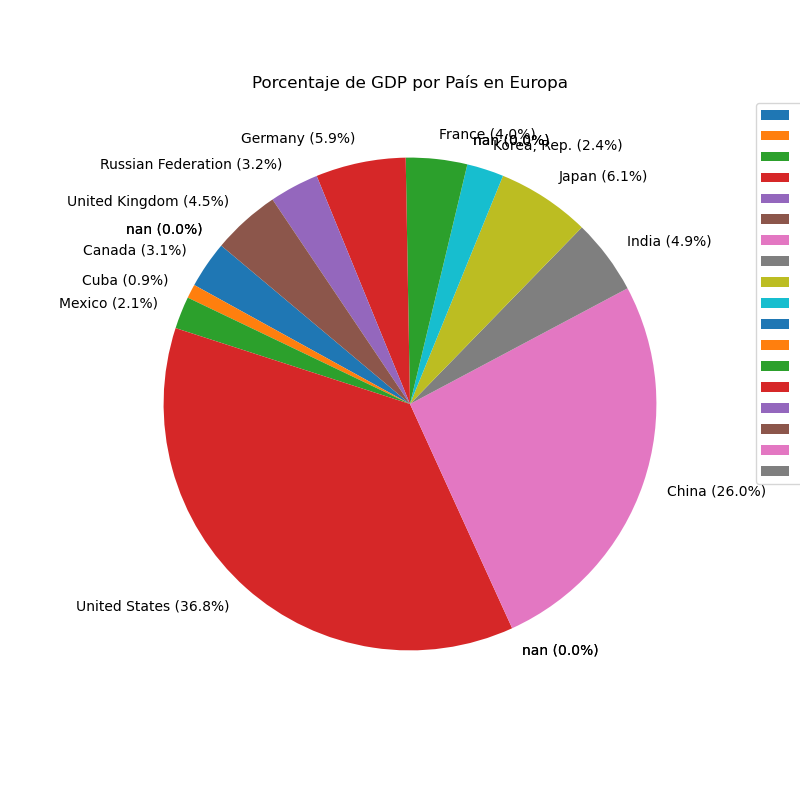 Porcentaje de GDP por País en Europa
France (4.0%)
nan (0.0%)
Korea, Rep. (2.4%)
Germany (5.9%)
Russian Federation (3.2%)
Japan (6.1%)
United Kingdom (4.5%)
nan (0.0%)
India (4.9%)
Canada (3.1%)
Cuba (0.9%)
Mexico (2.1%)
China (26.0%)
United States (36.8%)
nan (0.0%)